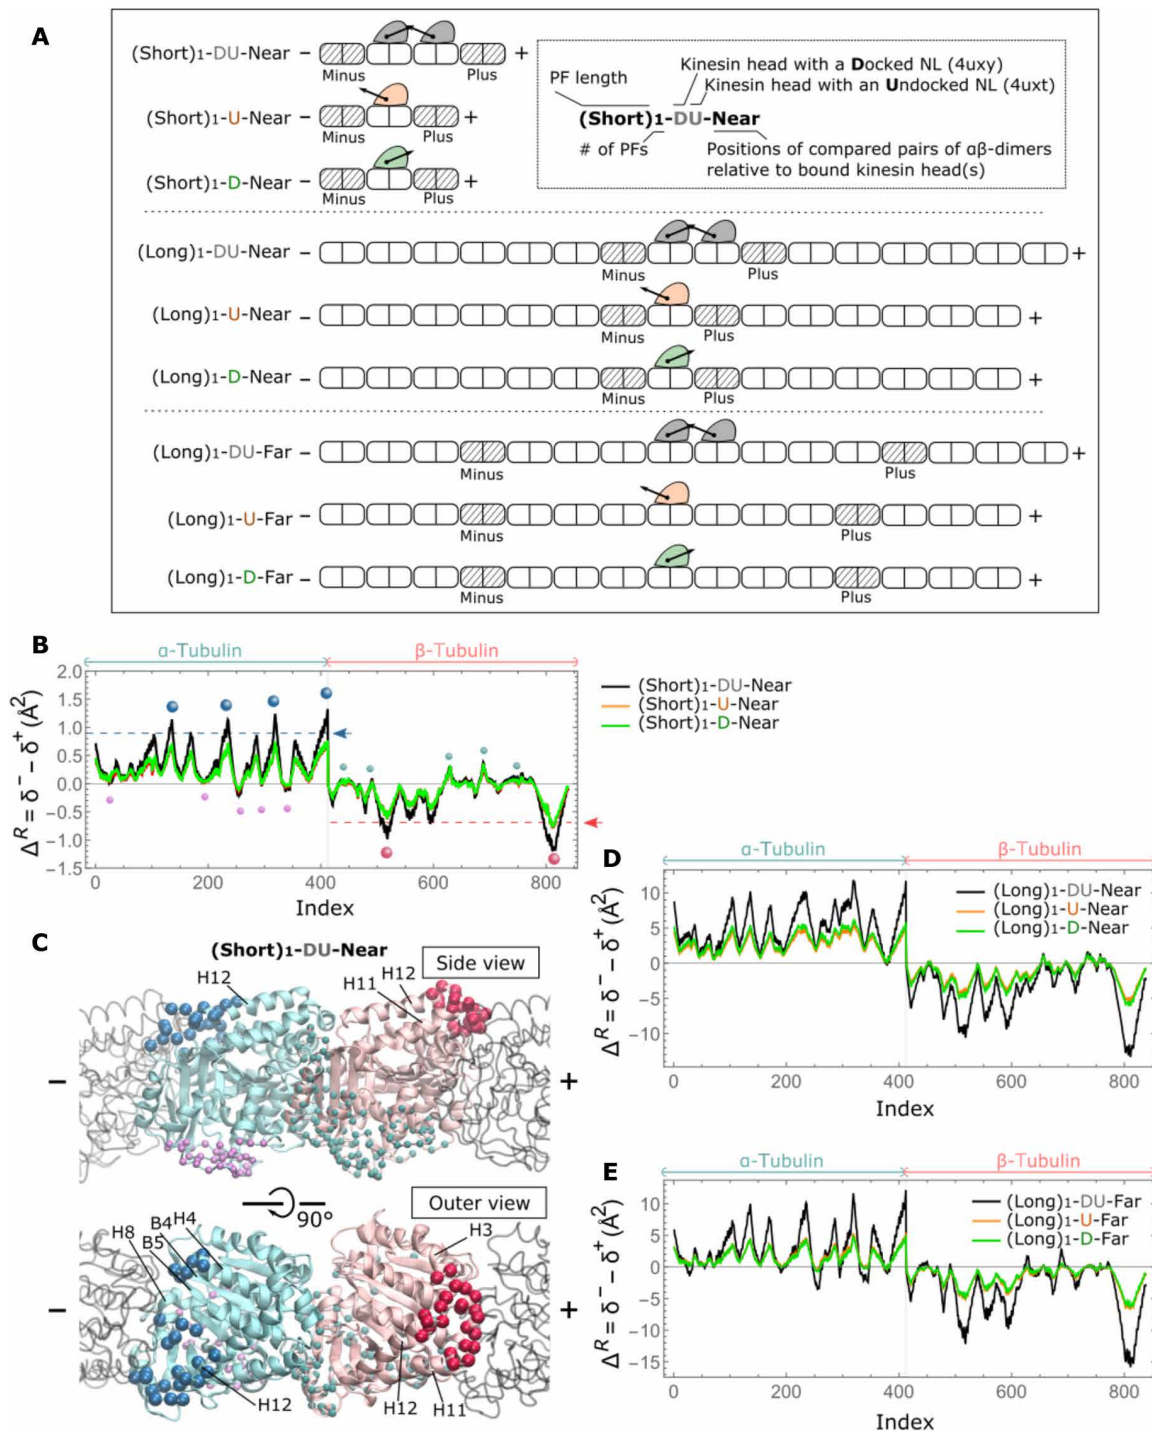 A
(Short)1-DU-Near − +
Minus Plus
(Short)1-U-Near − +
Minus Plus
(Short)1-D-Near − +
Minus Plus
PF length
Kinesin head with a Docked NL (4uxy)
Kinesin head with an Undocked NL (4uxt)
(Short)1-DU-Near
# of PFs
Positions of compared pairs of αβ-dimers
relative to bound kinesin head(s)
(Long)1-DU-Near − +
Minus Plus
(Long)1-U-Near − +
Minus Plus
(Long)1-D-Near − +
Minus Plus
(Long)1-DU-Far − +
Minus Plus
(Long)1-U-Far − +
Minus Plus
(Long)1-D-Far − +
Minus Plus
B
α-Tubulin β-Tubulin
2.0
1.5
1.0
0.5
0.0
−0.5
−1.0
−1.5
Δᴿ = δ⁻ − δ⁺ (Å²)
0 200 400 600 800
Index
(Short)1-DU-Near
(Short)1-U-Near
(Short)1-D-Near
C
(Short)1-DU-Near
Side view
H12
H12
H11
− +
90°
Outer view
H4
B4
H8
B5
H3
− +
H12
H12
H11
D
α-Tubulin β-Tubulin
10
5
0
−5
−10
Δᴿ = δ⁻ − δ⁺ (Å²)
(Long)1-DU-Near
(Long)1-U-Near
(Long)1-D-Near
0 200 400 600 800
Index
E
α-Tubulin β-Tubulin
10
5
0
−5
−10
−15
Δᴿ = δ⁻ − δ⁺ (Å²)
(Long)1-DU-Far
(Long)1-U-Far
(Long)1-D-Far
0 200 400 600 800
Index